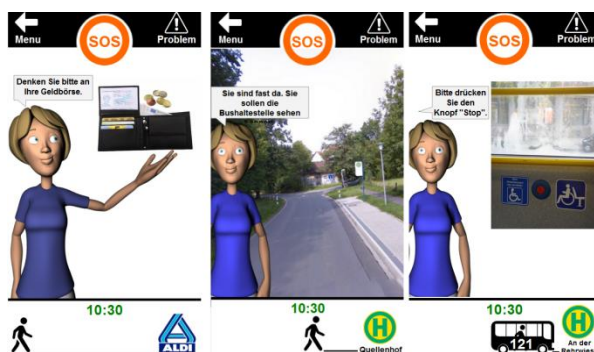 Menu
SOS
Problem
Denken Sie bitte an
Ihre Geldbörse.
10:30
ALDI
Menu
SOS
Problem
Sie sind fast da. Sie
sollen die
Bushaltestelle sehen
10:30
H
Quellenhof
Menu
SOS
Problem
Bitte drücken
Sie den
Knopf "Stop".
10:30
121
H
An der
Rehrwies